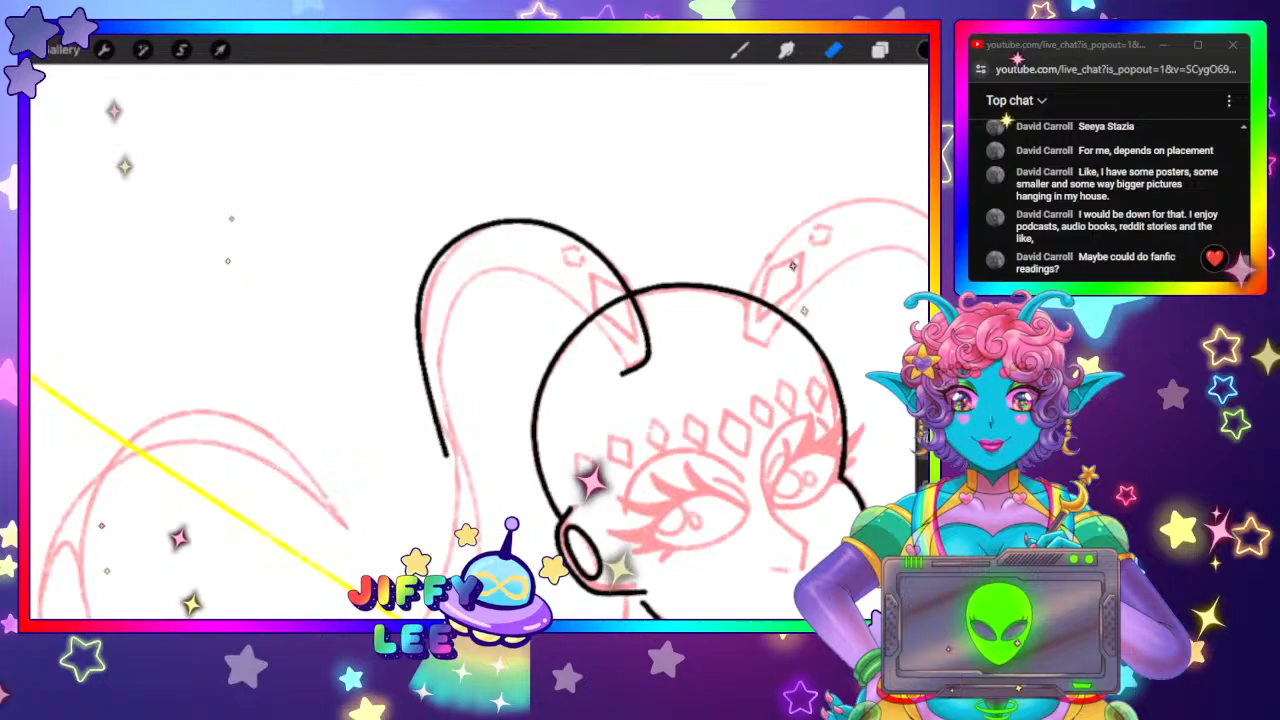 Gallery
youtube.com/live_chat?is_popout=1&l...
youtube.com/live_chat?is_popout=1&v=SCygO69...
Top chat
David Carroll Seeya Stazia
David Carroll For me, depends on placement
David Carroll Like, I have some posters, some
smaller and some way bigger pictures
hanging in my house.
David Carroll I would be down for that. I enjoy
podcasts, audio books, reddit stories and the
like,
David Carroll Maybe could do fanfic
readings?
JIFFY
LEE